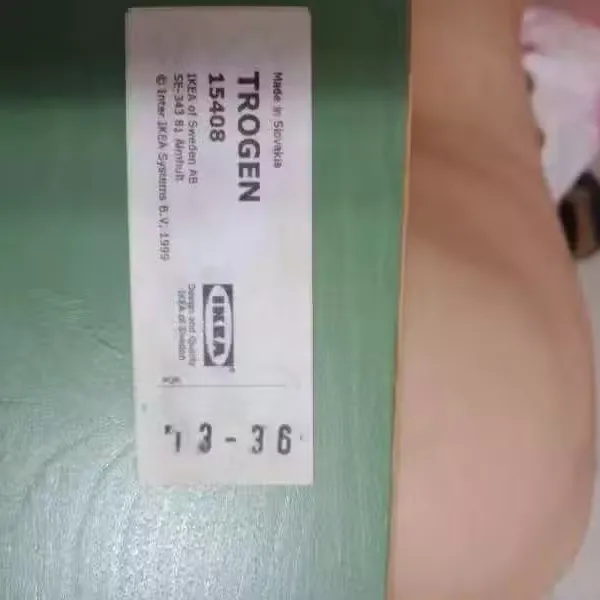 Made in Slovakia
TROGEN
15408
IKEA of Sweden AB
SE-343 81 Älmhult
© Inter IKEA Systems B.V. 1999
IKEA®
Design and Quality
IKEA of Sweden
3-36